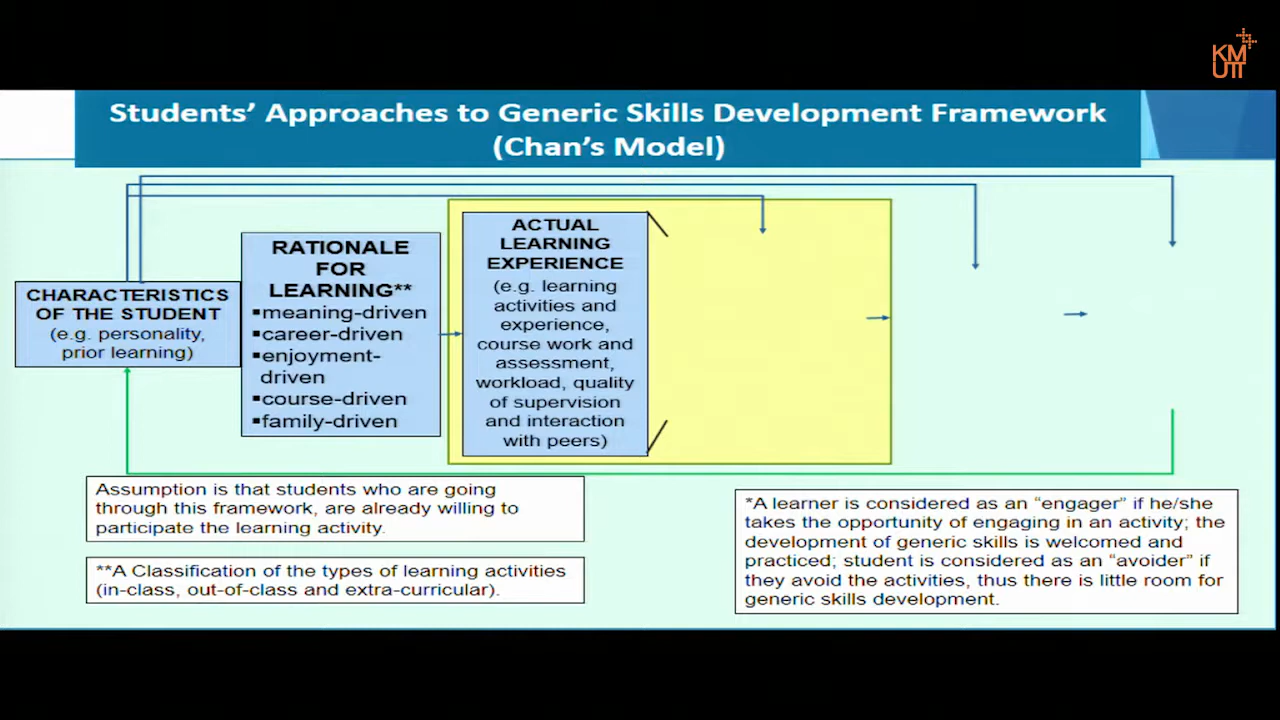 KM
UTT
Students’ Approaches to Generic Skills Development Framework
(Chan’s Model)
CHARACTERISTICS
OF THE STUDENT
(e.g. personality,
prior learning)
RATIONALE
FOR
LEARNING**
▪meaning-driven
▪career-driven
▪enjoyment-
driven
▪course-driven
▪family-driven
ACTUAL
LEARNING
EXPERIENCE
(e.g. learning
activities and
experience,
course work and
assessment,
workload, quality
of supervision
and interaction
with peers)
Assumption is that students who are going
through this framework, are already willing to
participate the learning activity.
**A Classification of the types of learning activities
(in-class, out-of-class and extra-curricular).
*A learner is considered as an “engager” if he/she
takes the opportunity of engaging in an activity; the
development of generic skills is welcomed and
practiced; student is considered as an “avoider” if
they avoid the activities, thus there is little room for
generic skills development.